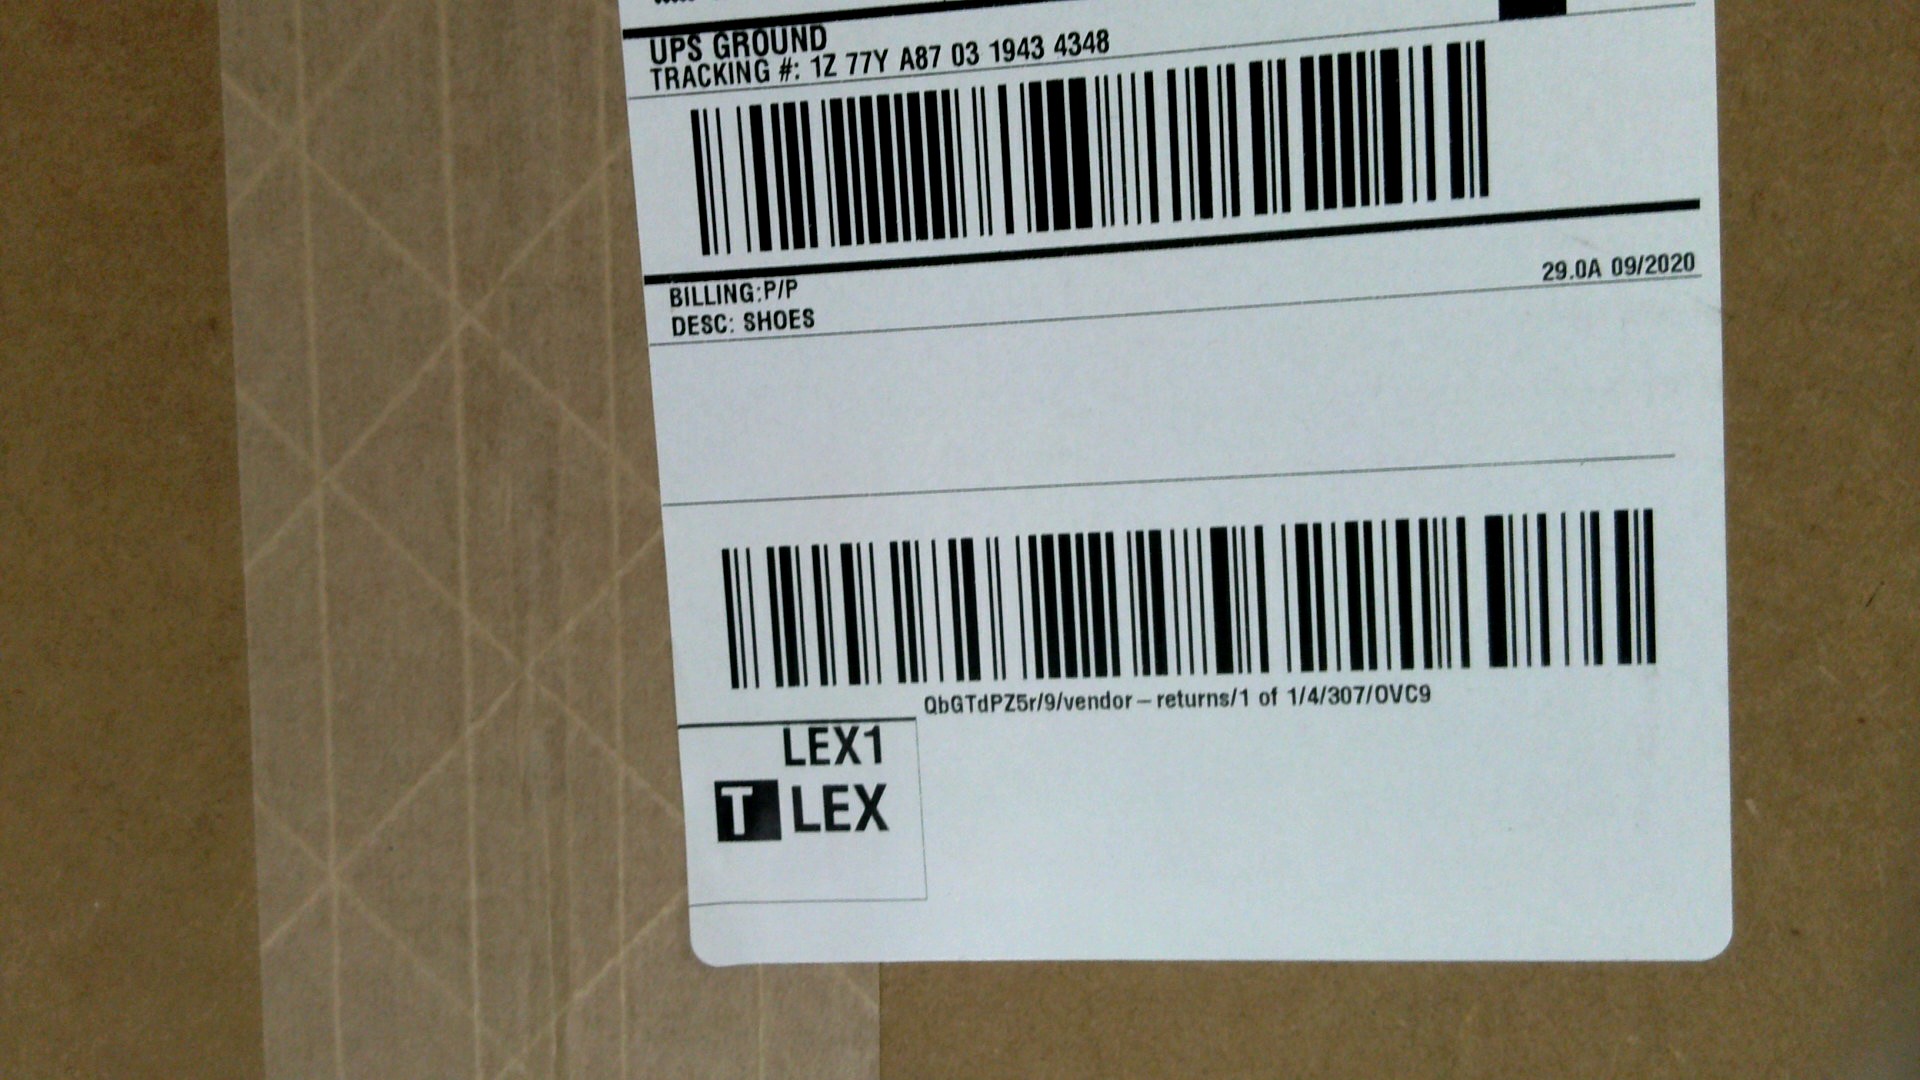 UPS GROUND
TRACKING #: 1Z 77Y A87 03 1943 4348
BILLING:P/P
29.0A 09/2020
DESC: SHOES
QbGTdPZ5r/9/vendor-returns/1 of 1/4/307/OVC9
LEX1
T LEX